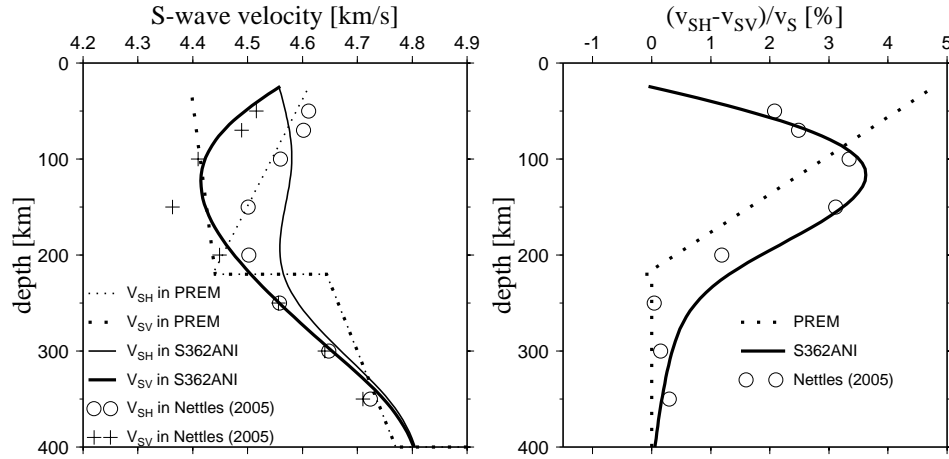 S-wave velocity [km/s]
4.2 4.3 4.4 4.5 4.6 4.7 4.8 4.9
0
100
200
300
400
depth [km]
V_SH in PREM
V_SV in PREM
V_SH in S362ANI
V_SV in S362ANI
V_SH in Nettles (2005)
V_SV in Nettles (2005)
(v_SH-v_SV)/v_S [%]
-1 0 1 2 3 4 5
0
100
200
300
400
depth [km]
PREM
S362ANI
Nettles (2005)